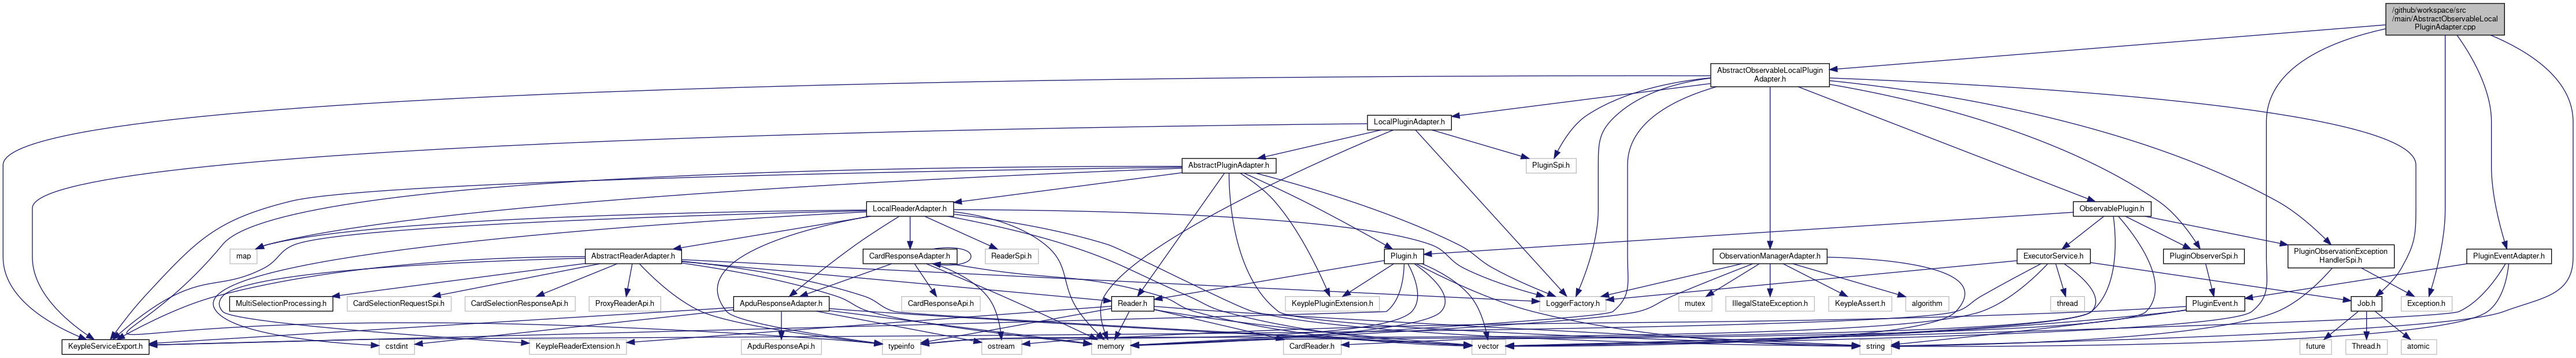 /github/workspace/src
/main/AbstractObservableLocal
PluginAdapter.cpp
AbstractObservableLocalPlugin
Adapter.h
LocalPluginAdapter.h
AbstractPluginAdapter.h
PluginSpi.h
LocalReaderAdapter.h
ObservablePlugin.h
map
AbstractReaderAdapter.h
CardResponseAdapter.h
ReaderSpi.h
Plugin.h
ObservationManagerAdapter.h
ExecutorService.h
PluginObserverSpi.h
PluginObservationException
HandlerSpi.h
PluginEventAdapter.h
MultiSelectionProcessing.h
CardSelectionRequestSpi.h
CardSelectionResponseApi.h
ProxyReaderApi.h
ApduResponseAdapter.h
CardResponseApi.h
Reader.h
KeyplePluginExtension.h
LoggerFactory.h
mutex
IllegalStateException.h
KeypleAssert.h
algorithm
thread
PluginEvent.h
Job.h
Exception.h
KeypleServiceExport.h
cstdint
KeypleReaderExtension.h
ApduResponseApi.h
typeinfo
ostream
memory
CardReader.h
vector
string
future
Thread.h
atomic